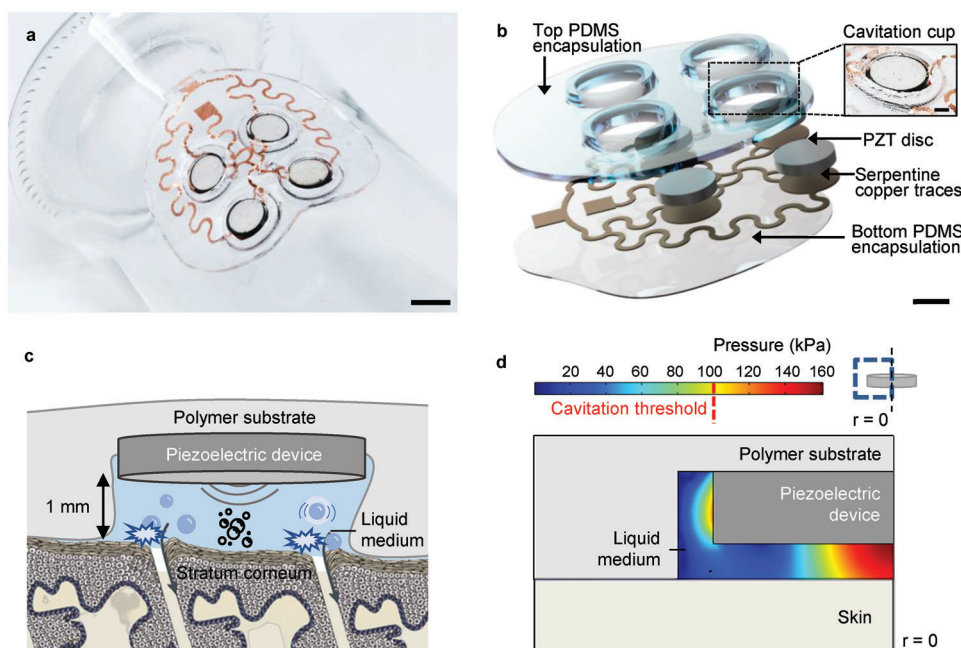 a
b
Top PDMS
encapsulation
Cavitation cup
PZT disc
Serpentine
copper traces
Bottom PDMS
encapsulation
c
Polymer substrate
Piezoelectric device
1 mm
Liquid
medium
Stratum corneum
d
Pressure (kPa)
20 40 60 80 100 120 140 160
Cavitation threshold
r = 0
Polymer substrate
Piezoelectric
device
Liquid
medium
Skin
r = 0